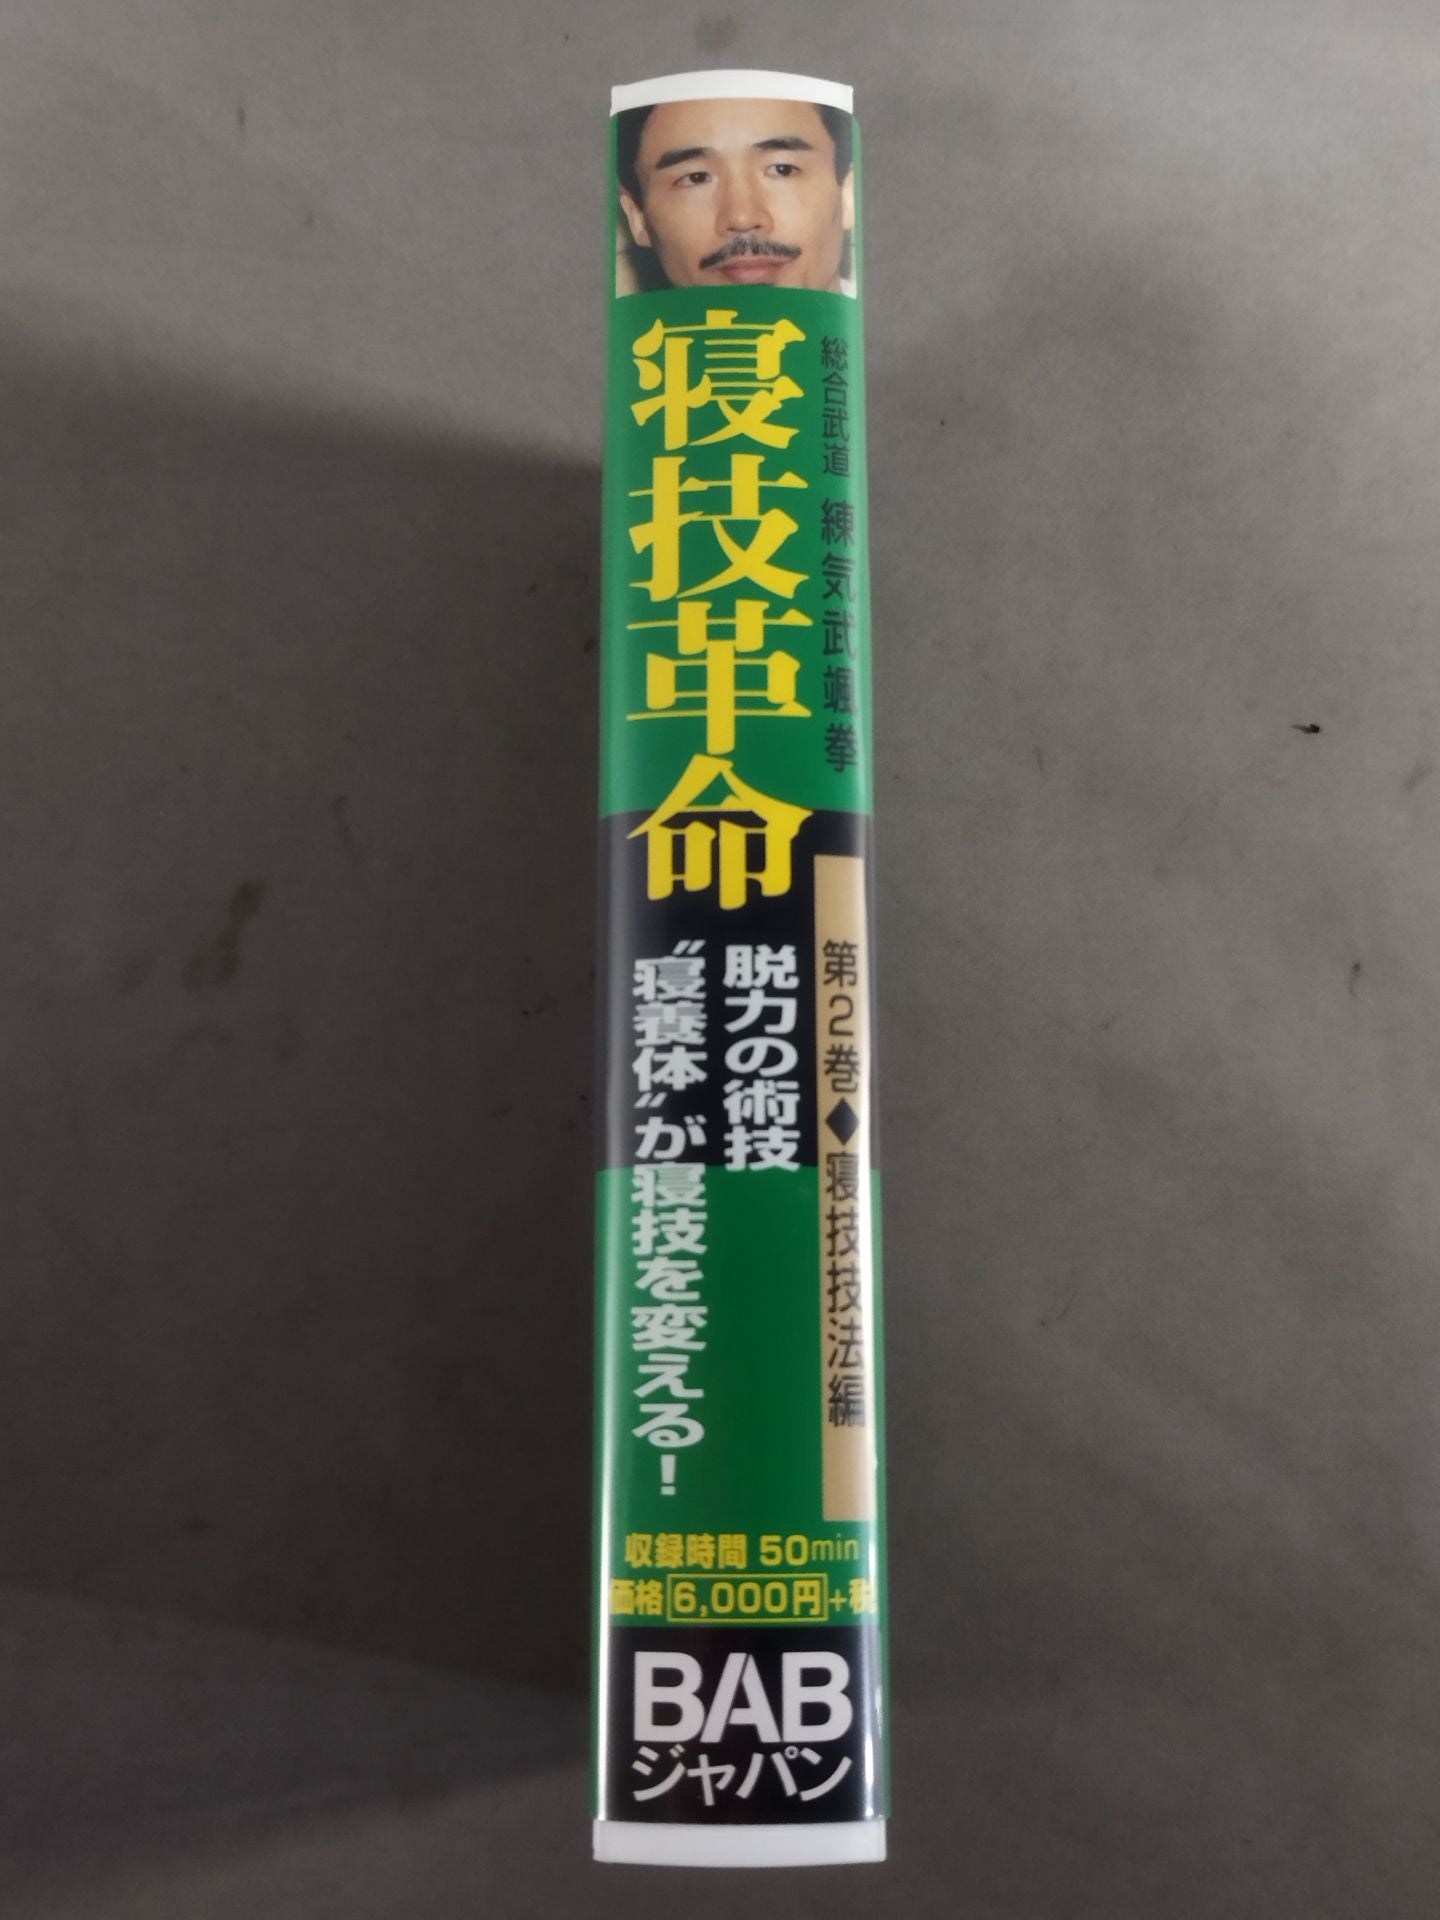 総合武道 練気武颯拳
寝技革命
第2巻◆寝技技法編
脱力の術技
“寝養体”が寝技を変える！
収録時間 50min
価格 6,000円+税
BAB
ジャパン